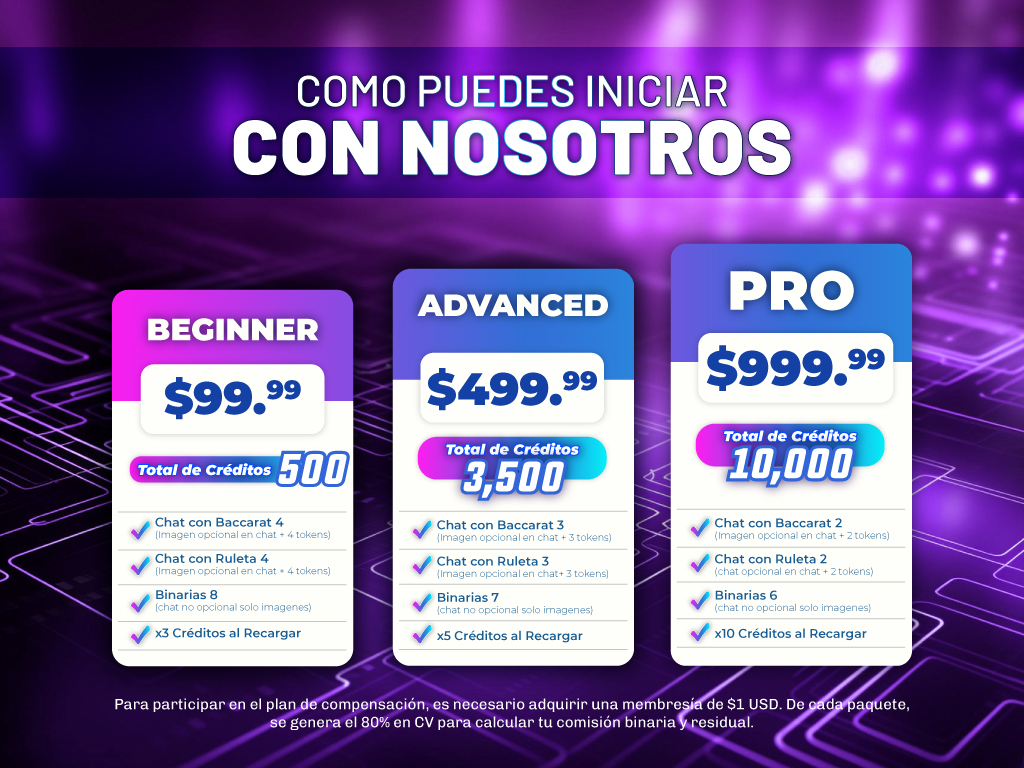 COMO PUEDES INICIAR
CON NOSOTROS
BEGINNER
$99.99
Total de Créditos 500
Chat con Baccarat 4
(Imagen opcional en chat + 4 tokens)
Chat con Ruleta 4
(Imagen opcional en chat + 4 tokens)
Binarias 8
(chat no opcional solo imagenes)
x3 Créditos al Recargar
ADVANCED
$499.99
Total de Créditos
3,500
Chat con Baccarat 3
(Imagen opcional en chat + 3 tokens)
Chat con Ruleta 3
(Imagen opcional en chat+ 3 tokens)
Binarias 7
(chat no opcional solo imagenes)
x5 Créditos al Recargar
PRO
$999.99
Total de Créditos
10,000
Chat con Baccarat 2
(Imagen opcional en chat + 2 tokens)
Chat con Ruleta 2
(chat opcional en chat + 2 tokens)
Binarias 6
(chat no opcional solo imagenes)
x10 Créditos al Recargar
Para participar en el plan de compensación, es necesario adquirir una membresía de $1 USD. De cada paquete,
se genera el 80% en CV para calcular tu comisión binaria y residual.